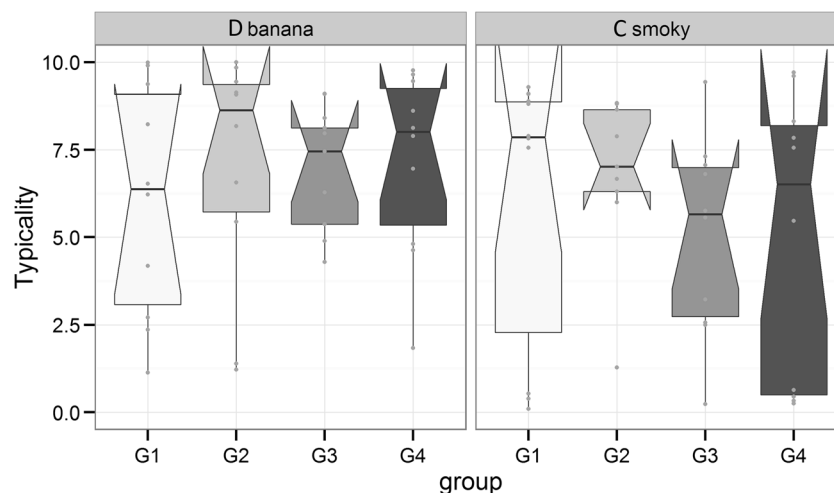 D banana
C smoky
Typicality
10.0
7.5
5.0
2.5
0.0
G1 G2 G3 G4
G1 G2 G3 G4
group